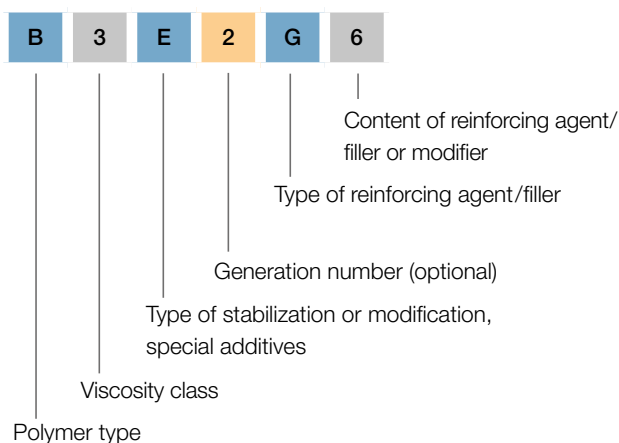 B 3 E 2 G 6
Content of reinforcing agent/
filler or modifier
Type of reinforcing agent/filler
Generation number (optional)
Type of stabilization or modification,
special additives
Viscosity class
Polymer type